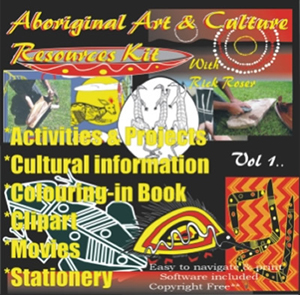 Aboriginal Art & Culture
Resources Kit
With
Rick Roser
*Activities & Projects
*Cultural information
Vol 1..
*Colouring-in Book
*Clipart
*Movies
*Stationery
Easy to navigate & print
Software included
Copyright Free**